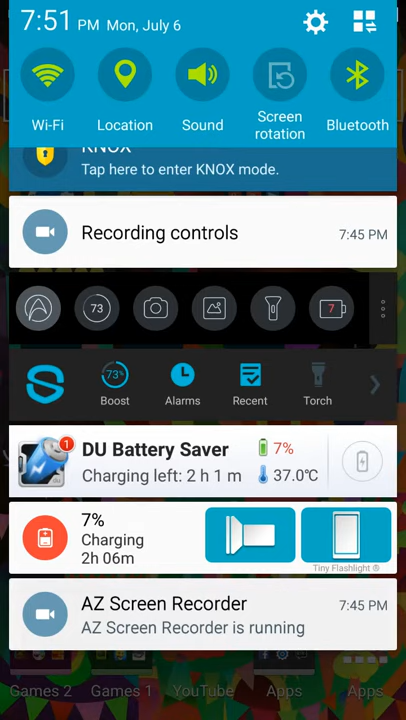 7:51 PM Mon, July 6
Wi-Fi
Location
Sound
Screen
rotation
Bluetooth
KNOX
Tap here to enter KNOX mode.
Recording controls
7:45 PM
73
7
73%
Boost
Alarms
Recent
Torch
1
DU Battery Saver
7%
Charging left: 2 h 1 m
37.0℃
7%
Charging
2h 06m
Tiny Flashlight ®
AZ Screen Recorder
7:45 PM
AZ Screen Recorder is running
Games 2
Games 1
YouTube
Apps
Apps